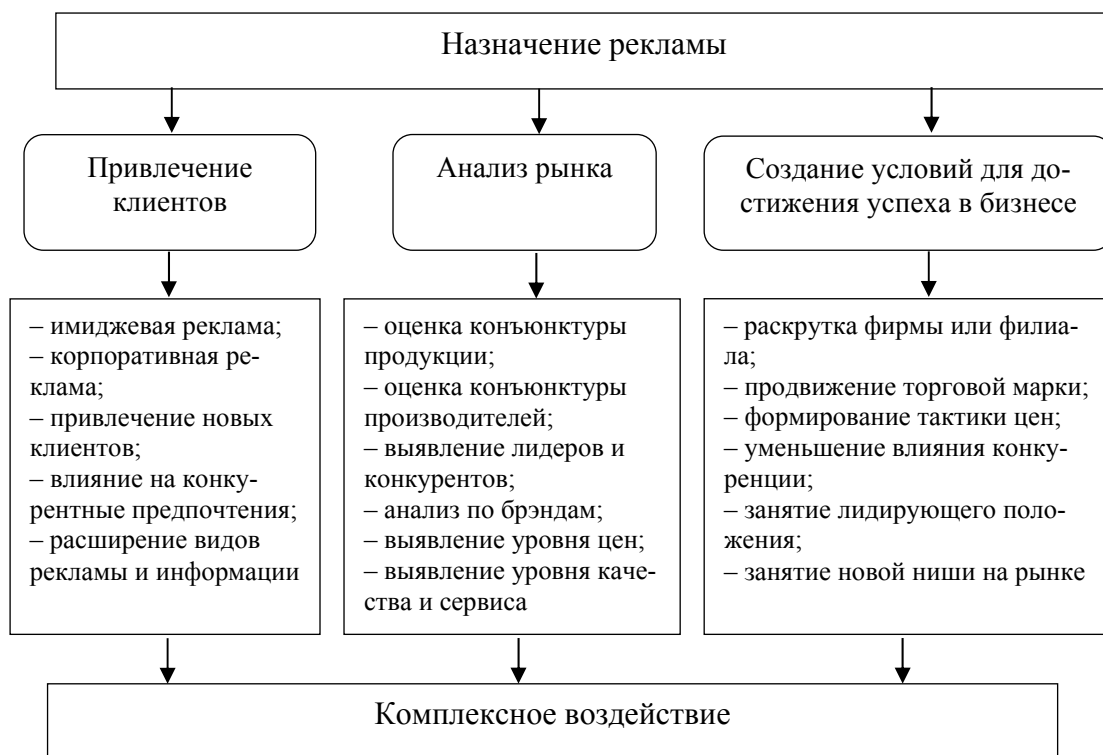 Назначение рекламы
Привлечение
клиентов
Анализ рынка
Создание условий для до-
стижения успеха в бизнесе
– имиджевая реклама;
– корпоративная ре-
клама;
– привлечение новых
клиентов;
– влияние на конку-
рентные предпочтения;
– расширение видов
рекламы и информации
– оценка конъюнктуры
продукции;
– оценка конъюнктуры
производителей;
– выявление лидеров и
конкурентов;
– анализ по брэндам;
– выявление уровня цен;
– выявление уровня каче-
ства и сервиса
– раскрутка фирмы или филиа-
ла;
– продвижение торговой марки;
– формирование тактики цен;
– уменьшение влияния конку-
ренции;
– занятие лидирующего поло-
жения;
– занятие новой ниши на рынке
Комплексное воздействие